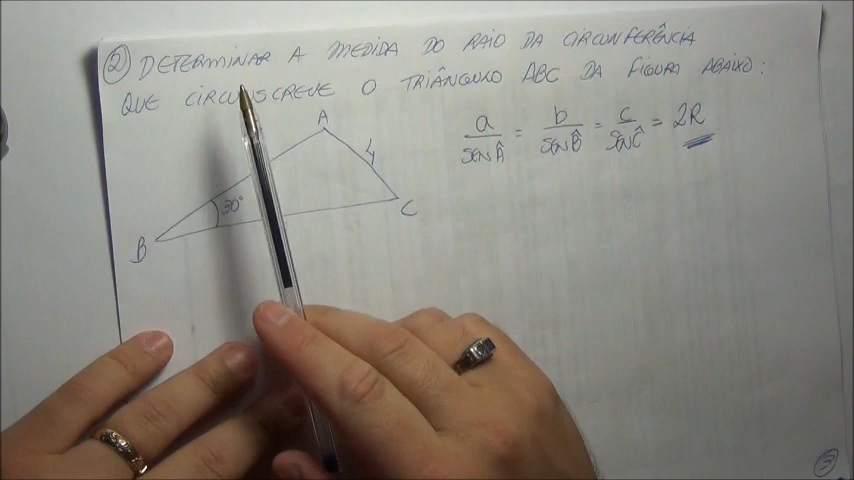 2 DETERMINAR A MEDIDA DO RAIO DA CIRCUNFERÊNCIA
QUE CIRCUNSCREVE O TRIÂNGULO ABC DA FIGURA ABAIXO:
a/SEN Â = b/SEN B̂ = c/SEN Ĉ = 2R
A
4
30°
C
B
3